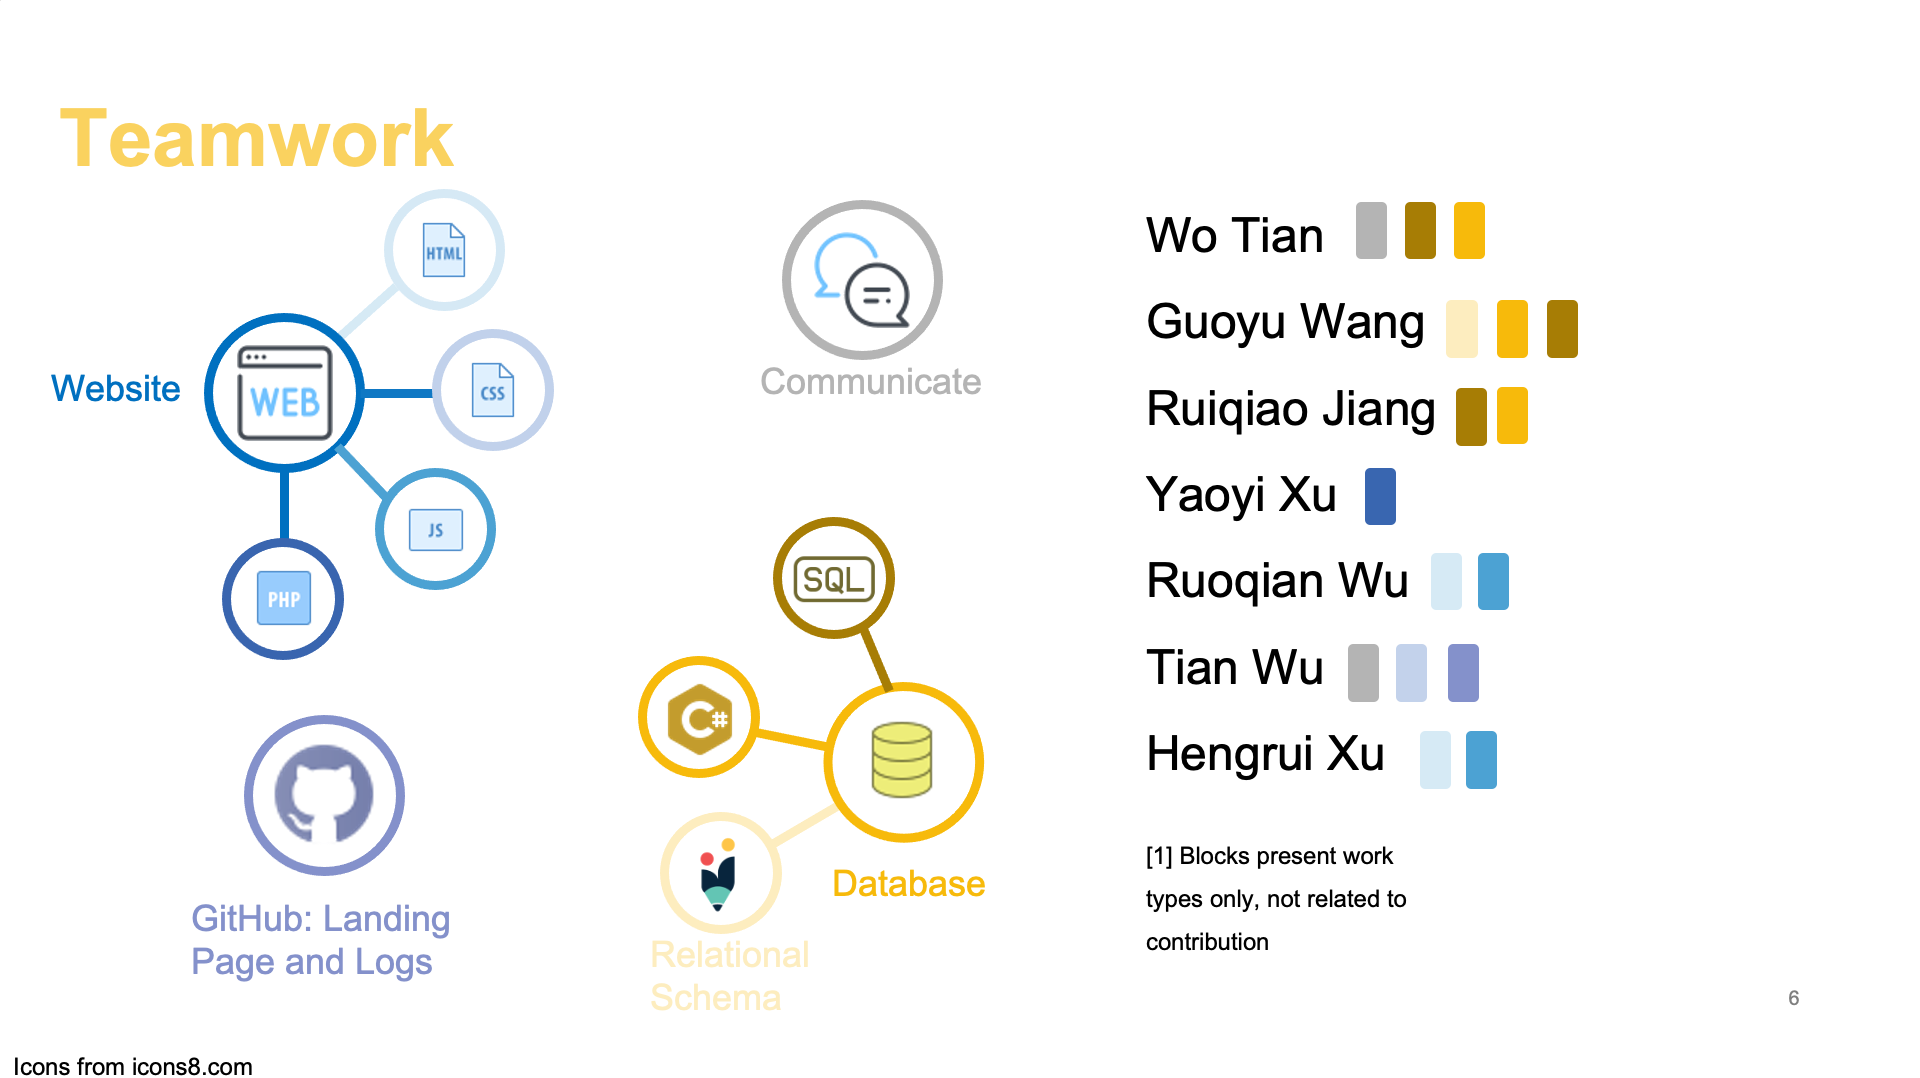 Teamwork
HTML
Website
WEB
CSS
JS
PHP
GitHub: Landing
Page and Logs
Communicate
SQL
C#
Database
Relational
Schema
Wo Tian
Guoyu Wang
Ruiqiao Jiang
Yaoyi Xu
Ruoqian Wu
Tian Wu
Hengrui Xu
[1] Blocks present work
types only, not related to
contribution
6
Icons from icons8.com